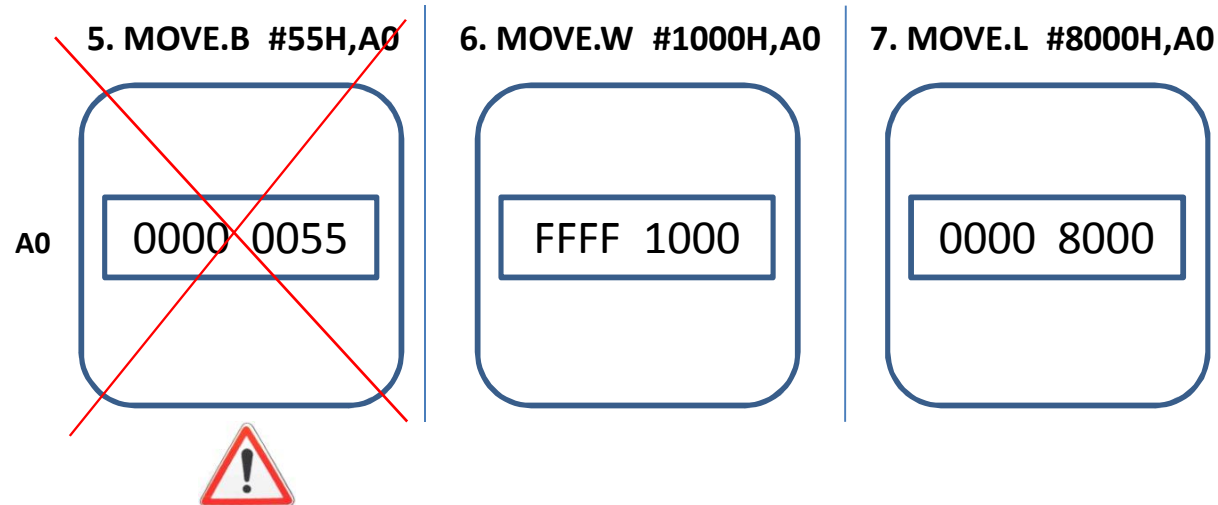 5. MOVE.B #55H,A0
6. MOVE.W #1000H,A0
7. MOVE.L #8000H,A0
A0
0000 0055
FFFF 1000
0000 8000
!